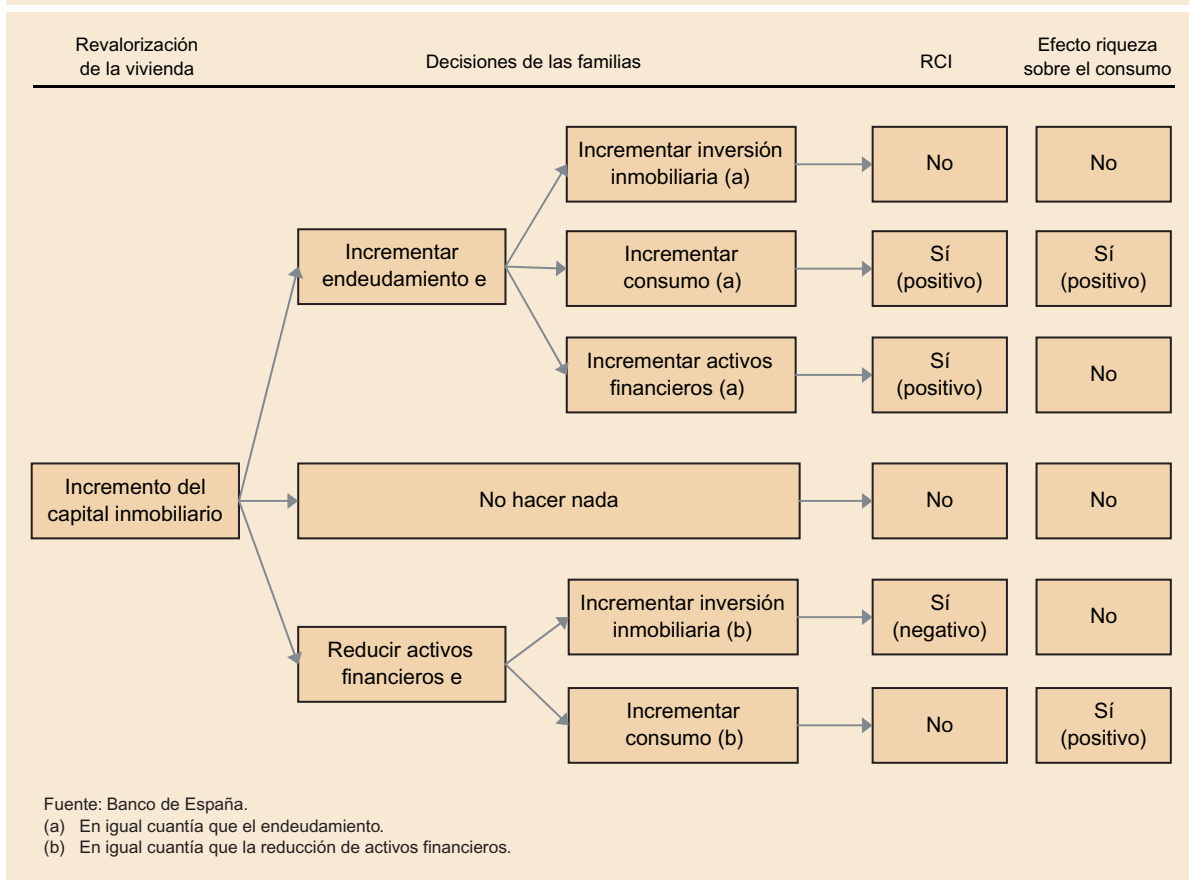 Revalorización
de la vivienda
Decisiones de las familias
RCI
Efecto riqueza
sobre el consumo
Incrementar inversión
inmobiliaria (a)
No
No
Incrementar
endeudamiento e
Incrementar
consumo (a)
Sí
(positivo)
Sí
(positivo)
Incrementar activos
financieros (a)
Sí
(positivo)
No
Incremento del
capital inmobiliario
No hacer nada
No
No
Reducir activos
financieros e
Incrementar inversión
inmobiliaria (b)
Sí
(negativo)
No
Incrementar
consumo (b)
No
Sí
(positivo)
Fuente: Banco de España.
(a) En igual cuantía que el endeudamiento.
(b) En igual cuantía que la reducción de activos financieros.